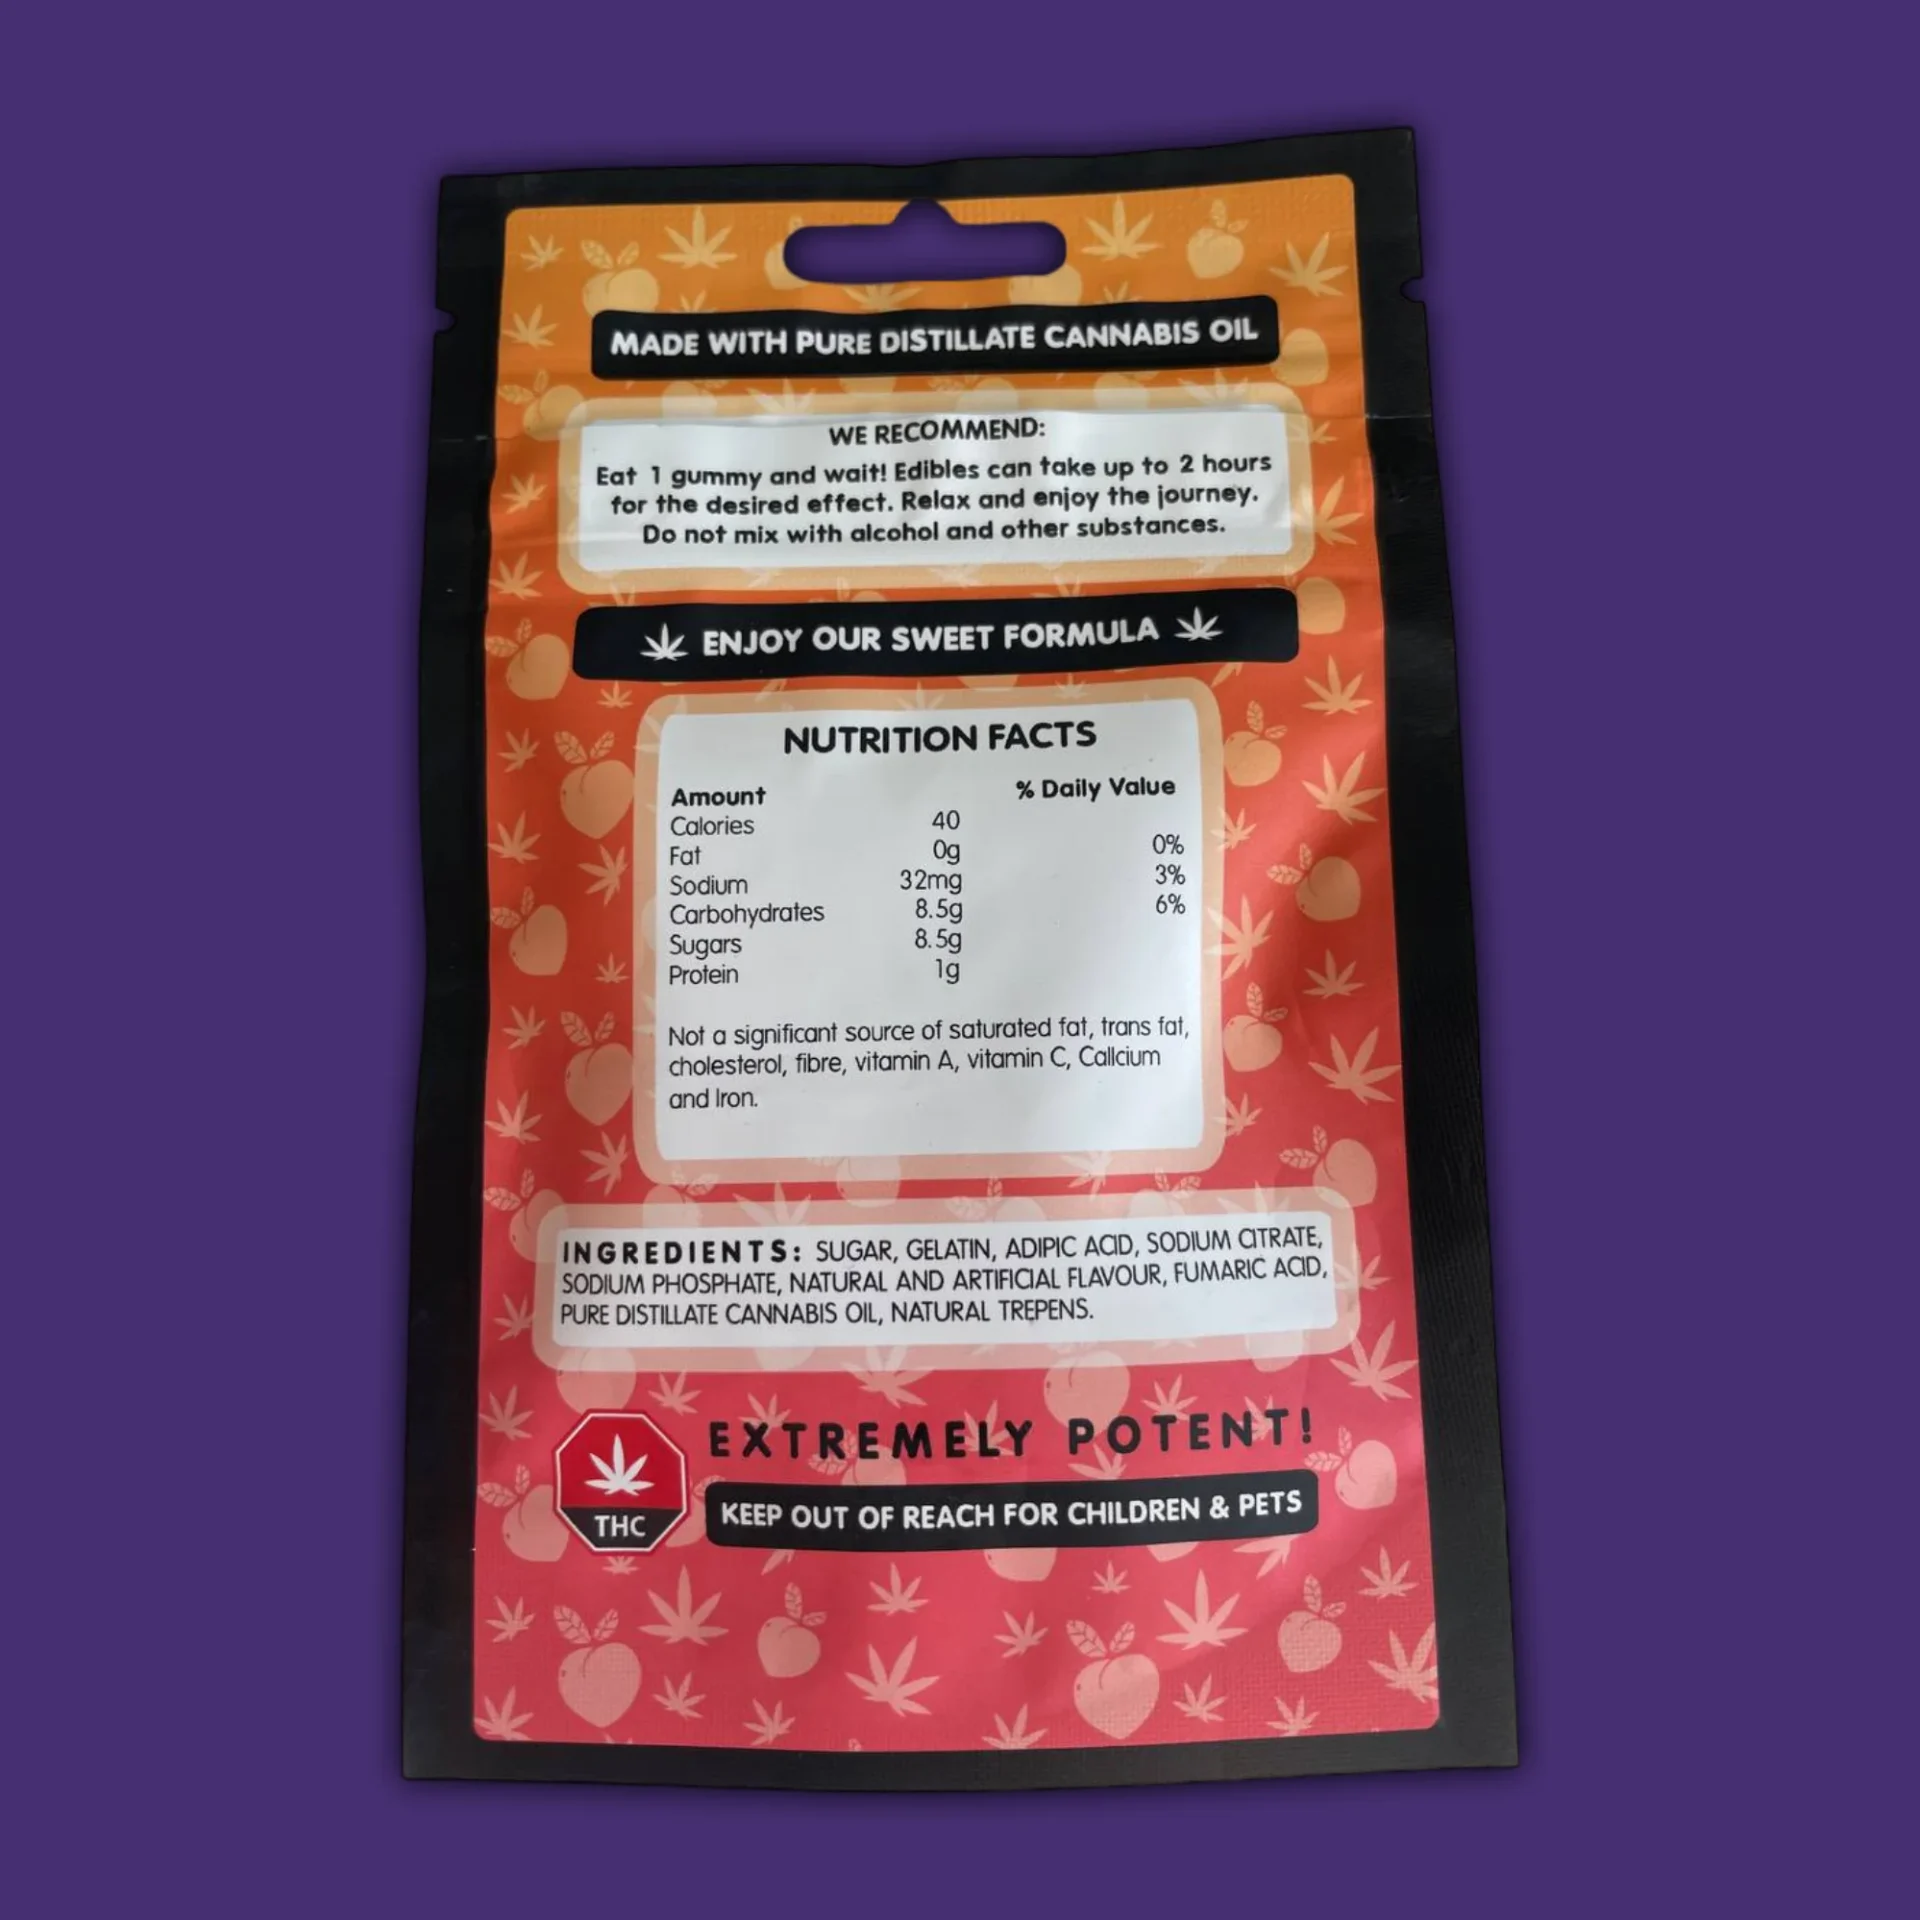 MADE WITH PURE DISTILLATE CANNABIS OIL
WE RECOMMEND:
Eat 1 gummy and wait! Edibles can take up to 2 hours
for the desired effect. Relax and enjoy the journey.
Do not mix with alcohol and other substances.
ENJOY OUR SWEET FORMULA
NUTRITION FACTS
Amount % Daily Value
Calories 40
Fat 0g 0%
Sodium 32mg 3%
Carbohydrates 8.5g 6%
Sugars 8.5g
Protein 1g
Not a significant source of saturated fat, trans fat,
cholesterol, fibre, vitamin A, vitamin C, Callcium
and Iron.
INGREDIENTS: SUGAR, GELATIN, ADIPIC ACID, SODIUM CITRATE,
SODIUM PHOSPHATE, NATURAL AND ARTIFICIAL FLAVOUR, FUMARIC ACID,
PURE DISTILLATE CANNABIS OIL, NATURAL TREPENS.
EXTREMELY POTENT!
THC
KEEP OUT OF REACH FOR CHILDREN & PETS